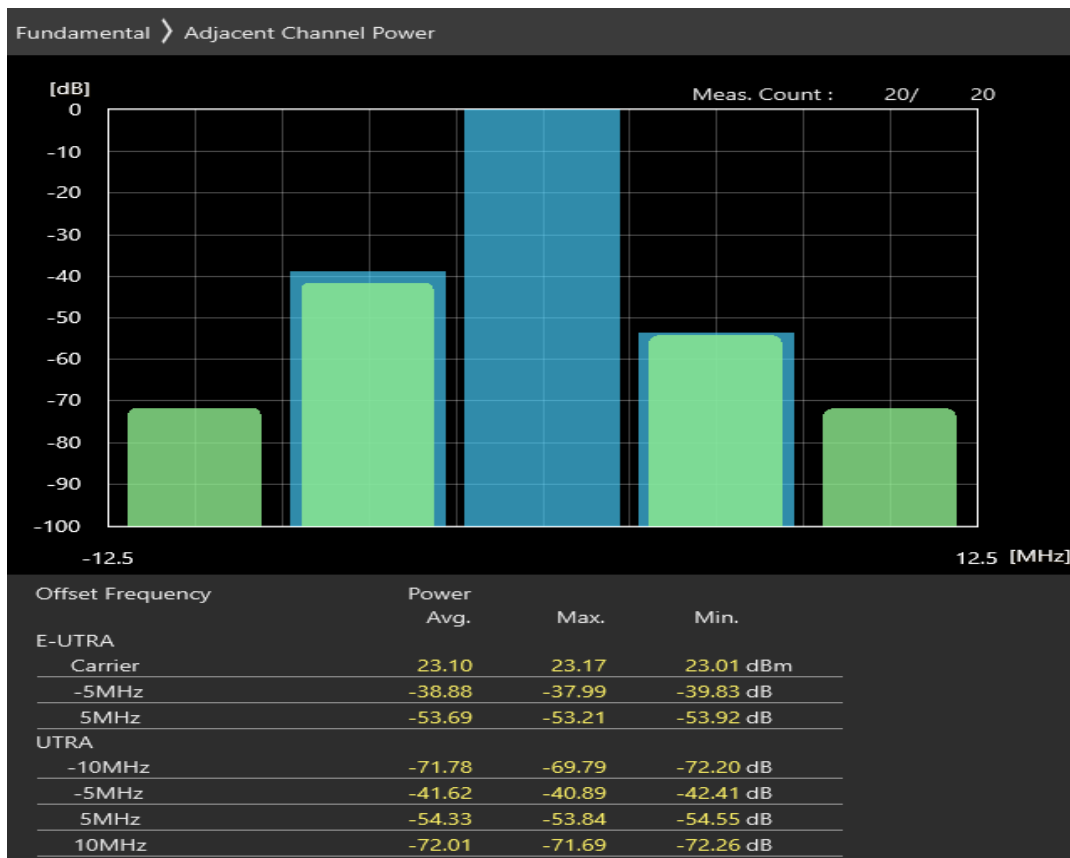 Fundamental 〉 Adjacent Channel Power
[dB]
Meas. Count : 20/ 20
0
-10
-20
-30
-40
-50
-60
-70
-80
-90
-100
-12.5 12.5 [MHz]
Offset Frequency Power
Avg. Max. Min.
E-UTRA
Carrier 23.10 23.17 23.01 dBm
-5MHz -38.88 -37.99 -39.83 dB
5MHz -53.69 -53.21 -53.92 dB
UTRA
-10MHz -71.78 -69.79 -72.20 dB
-5MHz -41.62 -40.89 -42.41 dB
5MHz -54.33 -53.84 -54.55 dB
10MHz -72.01 -71.69 -72.26 dB